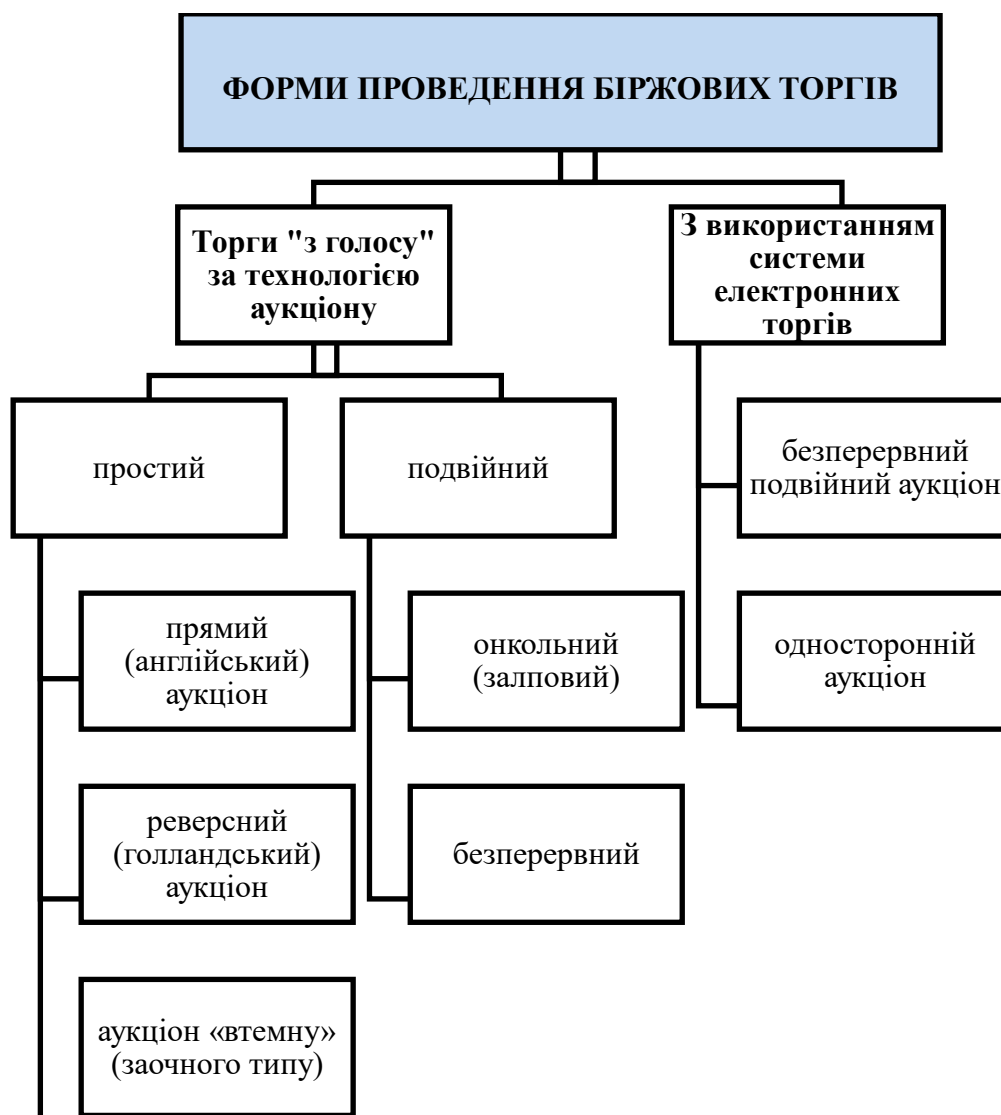 ФОРМИ ПРОВЕДЕННЯ БІРЖОВИХ ТОРГІВ
Торги "з голосу"
за технологією
аукціону
З використанням
системи
електронних
торгів
простий
подвійний
безперервний
подвійний аукціон
прямий
(англійський)
аукціон
онкольний
(залповий)
односторонній
аукціон
реверсний
(голландський)
аукціон
безперервний
аукціон «втемну»
(заочного типу)